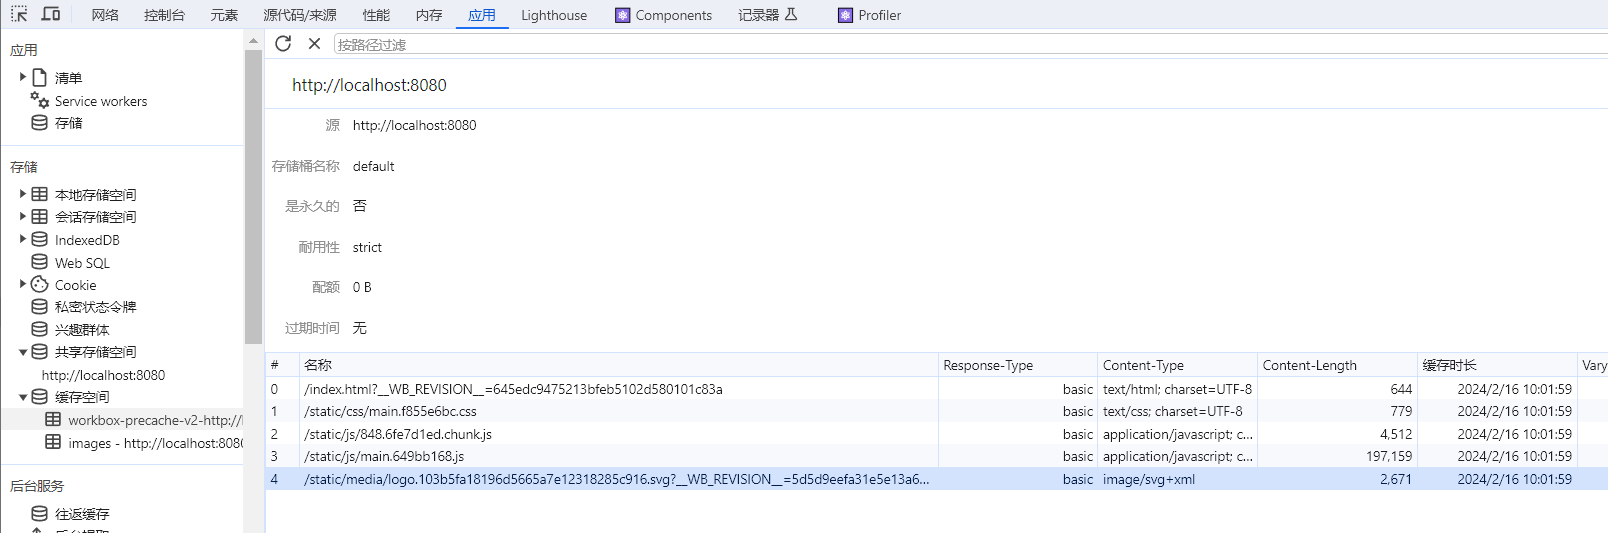 网络 控制台 元素 源代码/来源 性能 内存 应用 Lighthouse Components 记录器 Profiler
应用
清单
Service workers
存储
存储
本地存储空间
会话存储空间
IndexedDB
Web SQL
Cookie
私密状态令牌
兴趣群体
共享存储空间
http://localhost:8080
缓存空间
workbox-precache-v2-http://l
images - http://localhost:8080
后台服务
往返缓存
按路径过滤
http://localhost:8080
源 http://localhost:8080
存储桶名称 default
是永久的 否
耐用性 strict
配额 0 B
过期时间 无
# 名称 Response-Type Content-Type Content-Length 缓存时长 Vary
0 /index.html?__WB_REVISION__=645edc9475213bfeb5102d580101c83a basic text/html; charset=UTF-8 644 2024/2/16 10:01:59
1 /static/css/main.f855e6bc.css basic text/css; charset=UTF-8 779 2024/2/16 10:01:59
2 /static/js/848.6fe7d1ed.chunk.js basic application/javascript; c... 4,512 2024/2/16 10:01:59
3 /static/js/main.649bb168.js basic application/javascript; c... 197,159 2024/2/16 10:01:59
4 /static/media/logo.103b5fa18196d5665a7e12318285c916.svg?__WB_REVISION__=5d5d9eefa31e5e13a6... basic image/svg+xml 2,671 2024/2/16 10:01:59